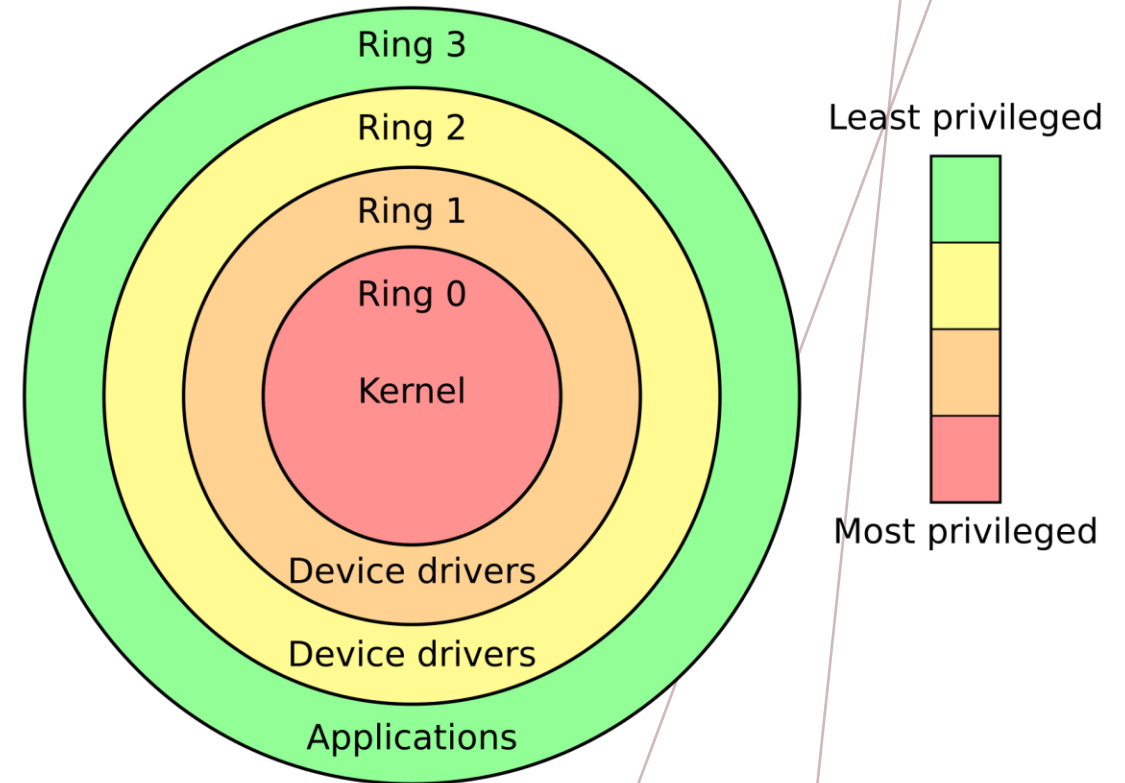 Ring 3
Ring 2
Ring 1
Ring 0
Kernel
Device drivers
Device drivers
Applications
Least privileged
Most privileged